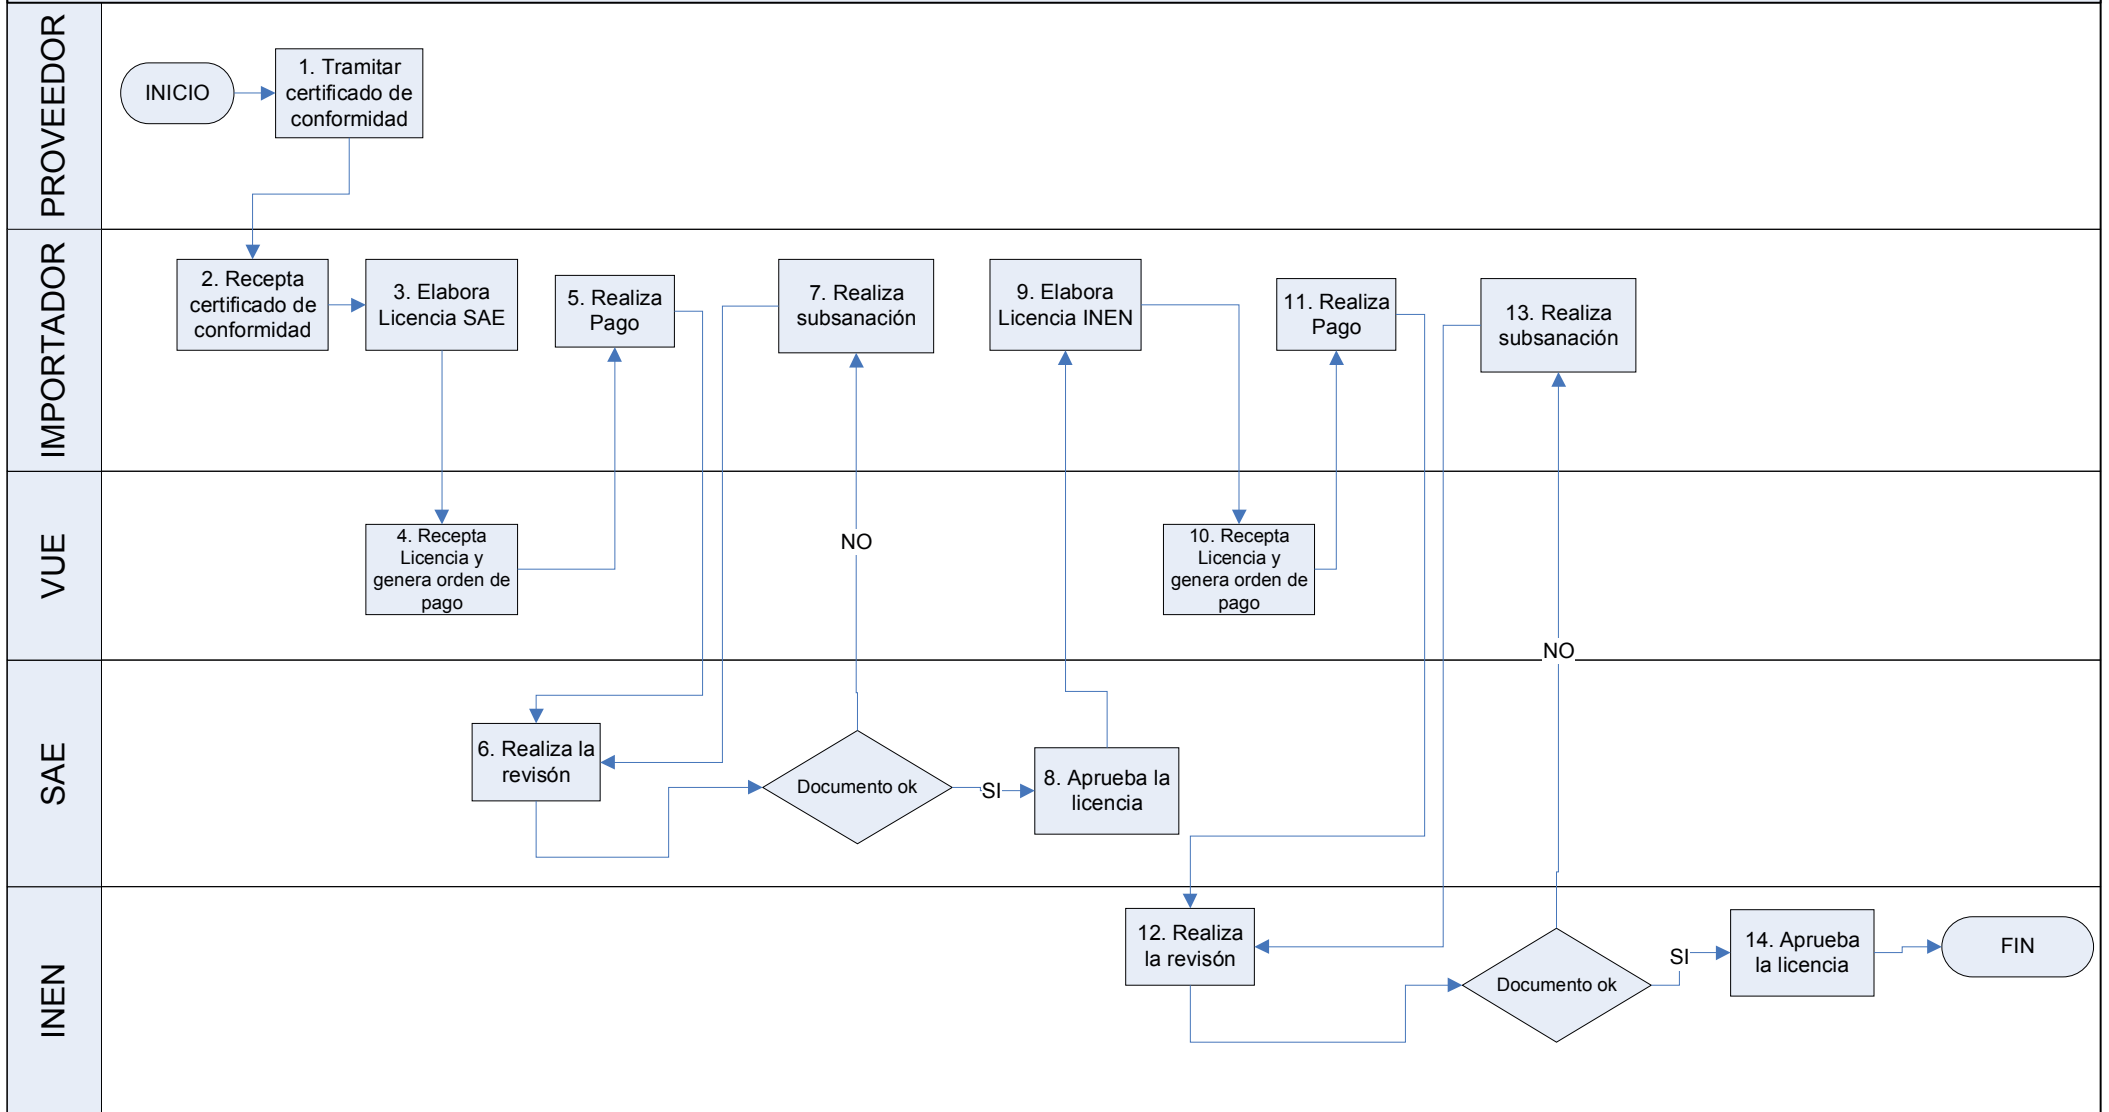 PROVEEDOR
INICIO
1. Tramitar
certificado de
conformidad
IMPORTADOR
2. Recepta
certificado de
conformidad
3. Elabora
Licencia SAE
5. Realiza
Pago
7. Realiza
subsanación
9. Elabora
Licencia INEN
11. Realiza
Pago
13. Realiza
subsanación
VUE
4. Recepta
Licencia y
genera orden de
pago
NO
10. Recepta
Licencia y
genera orden de
pago
NO
SAE
6. Realiza la
revisón
Documento ok
SI
8. Aprueba la
licencia
INEN
12. Realiza
la revisón
Documento ok
SI
14. Aprueba
la licencia
FIN